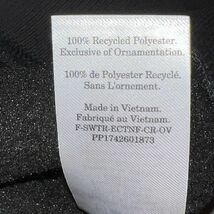 100% Recycled Polyester.
Exclusive of Ornamentation.
100% de Polyester Recyclé.
Sans L'ornement.
Made in Vietnam.
Fabriqué au Vietnam.
F-SWTR-ECTNF-CR-OV
PP1742601873